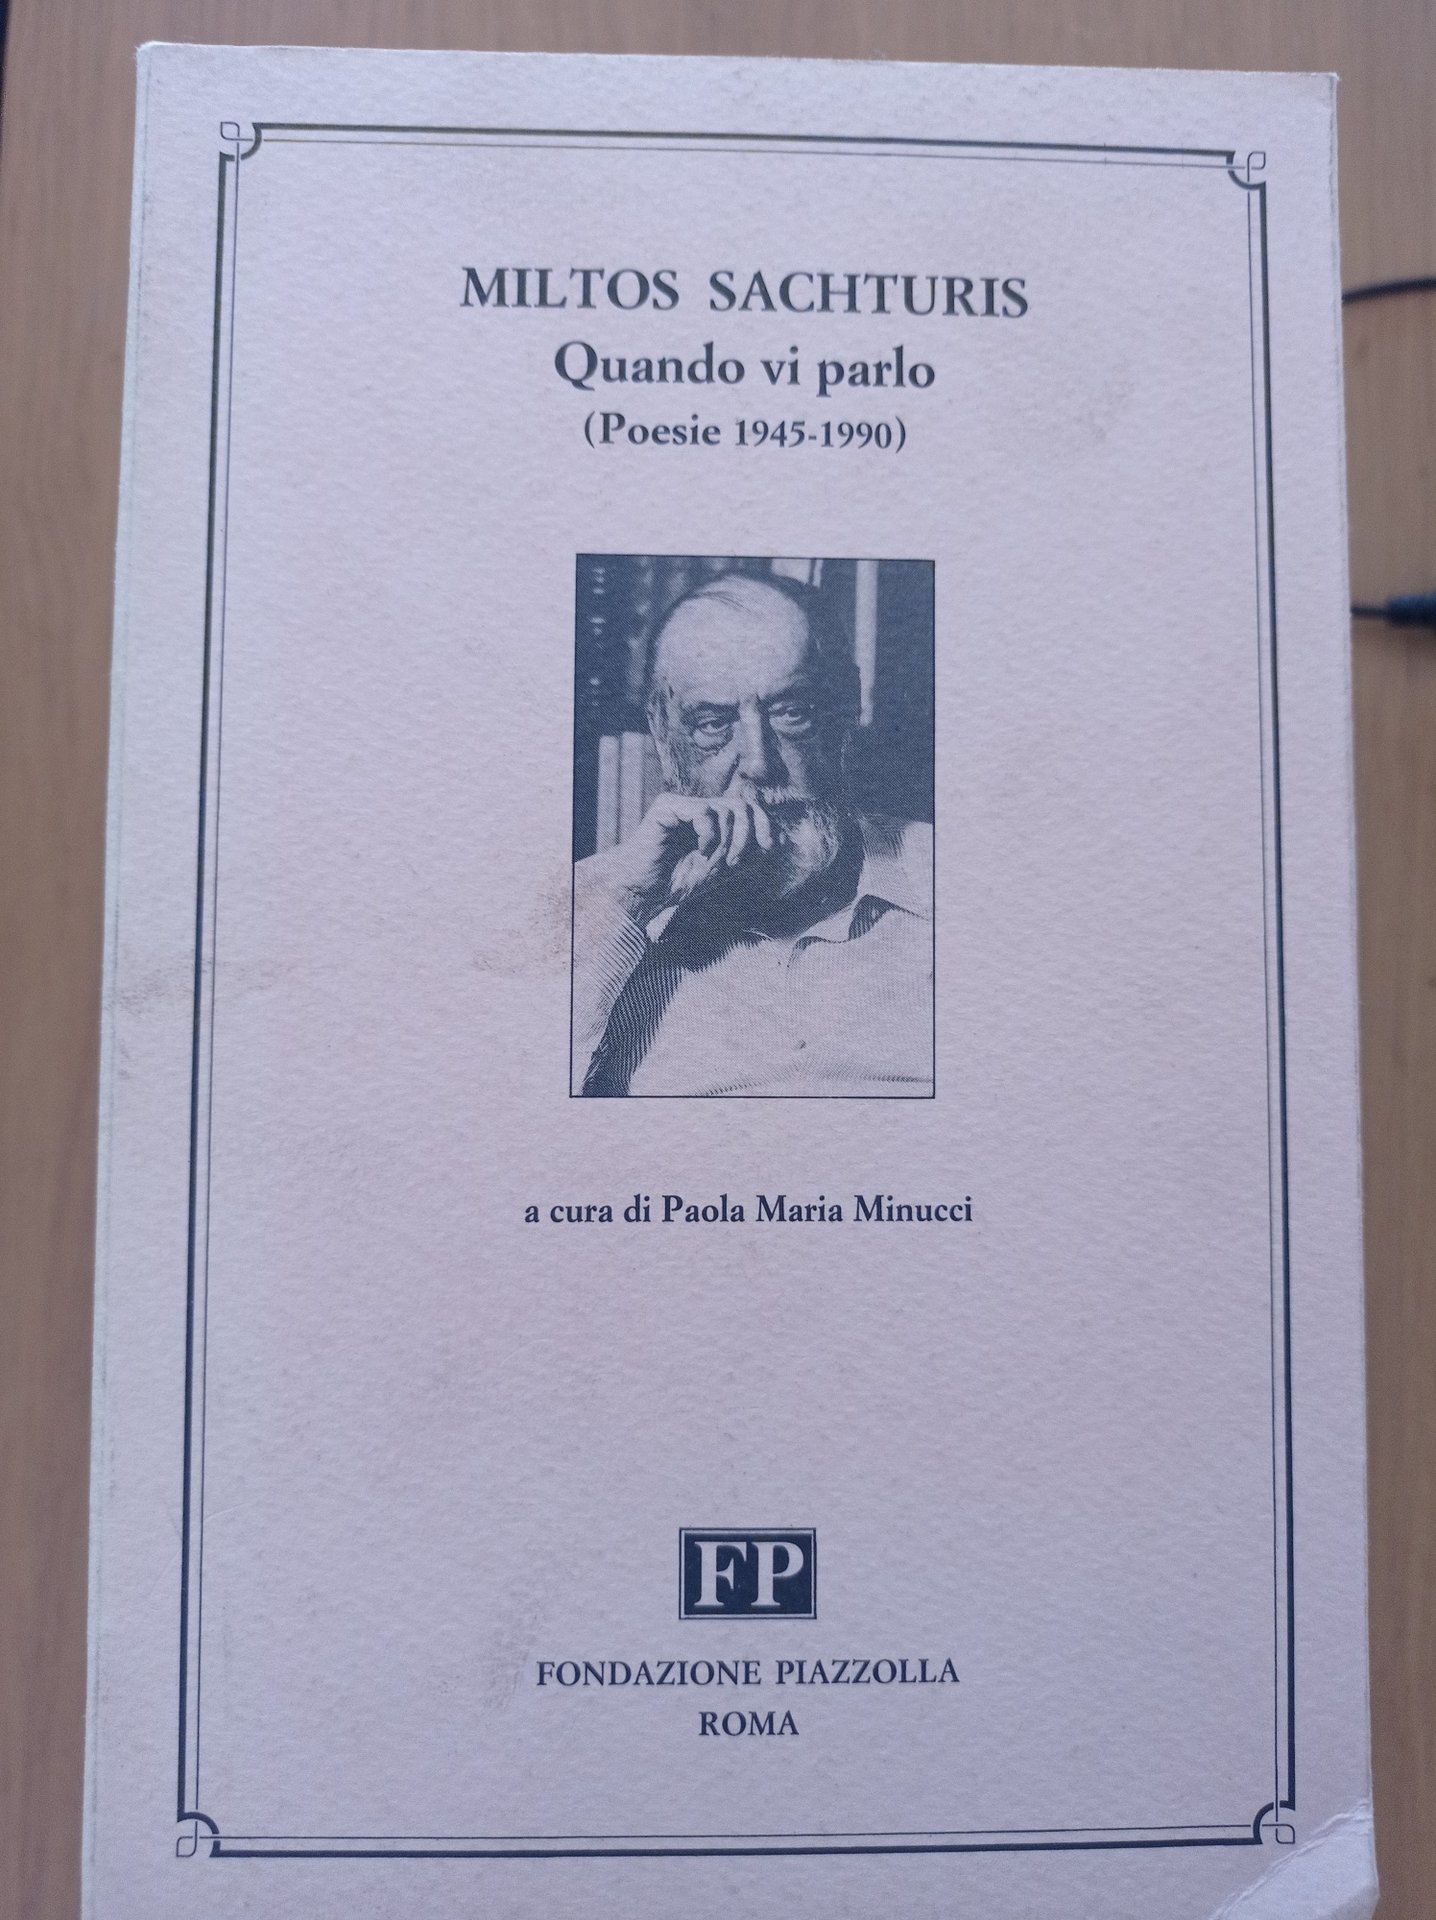 MILTOS SACHTURIS
Quando vi parlo
(Poesie 1945-1990)
a cura di Paola Maria Minucci
FP
FONDAZIONE PIAZZOLLA
ROMA